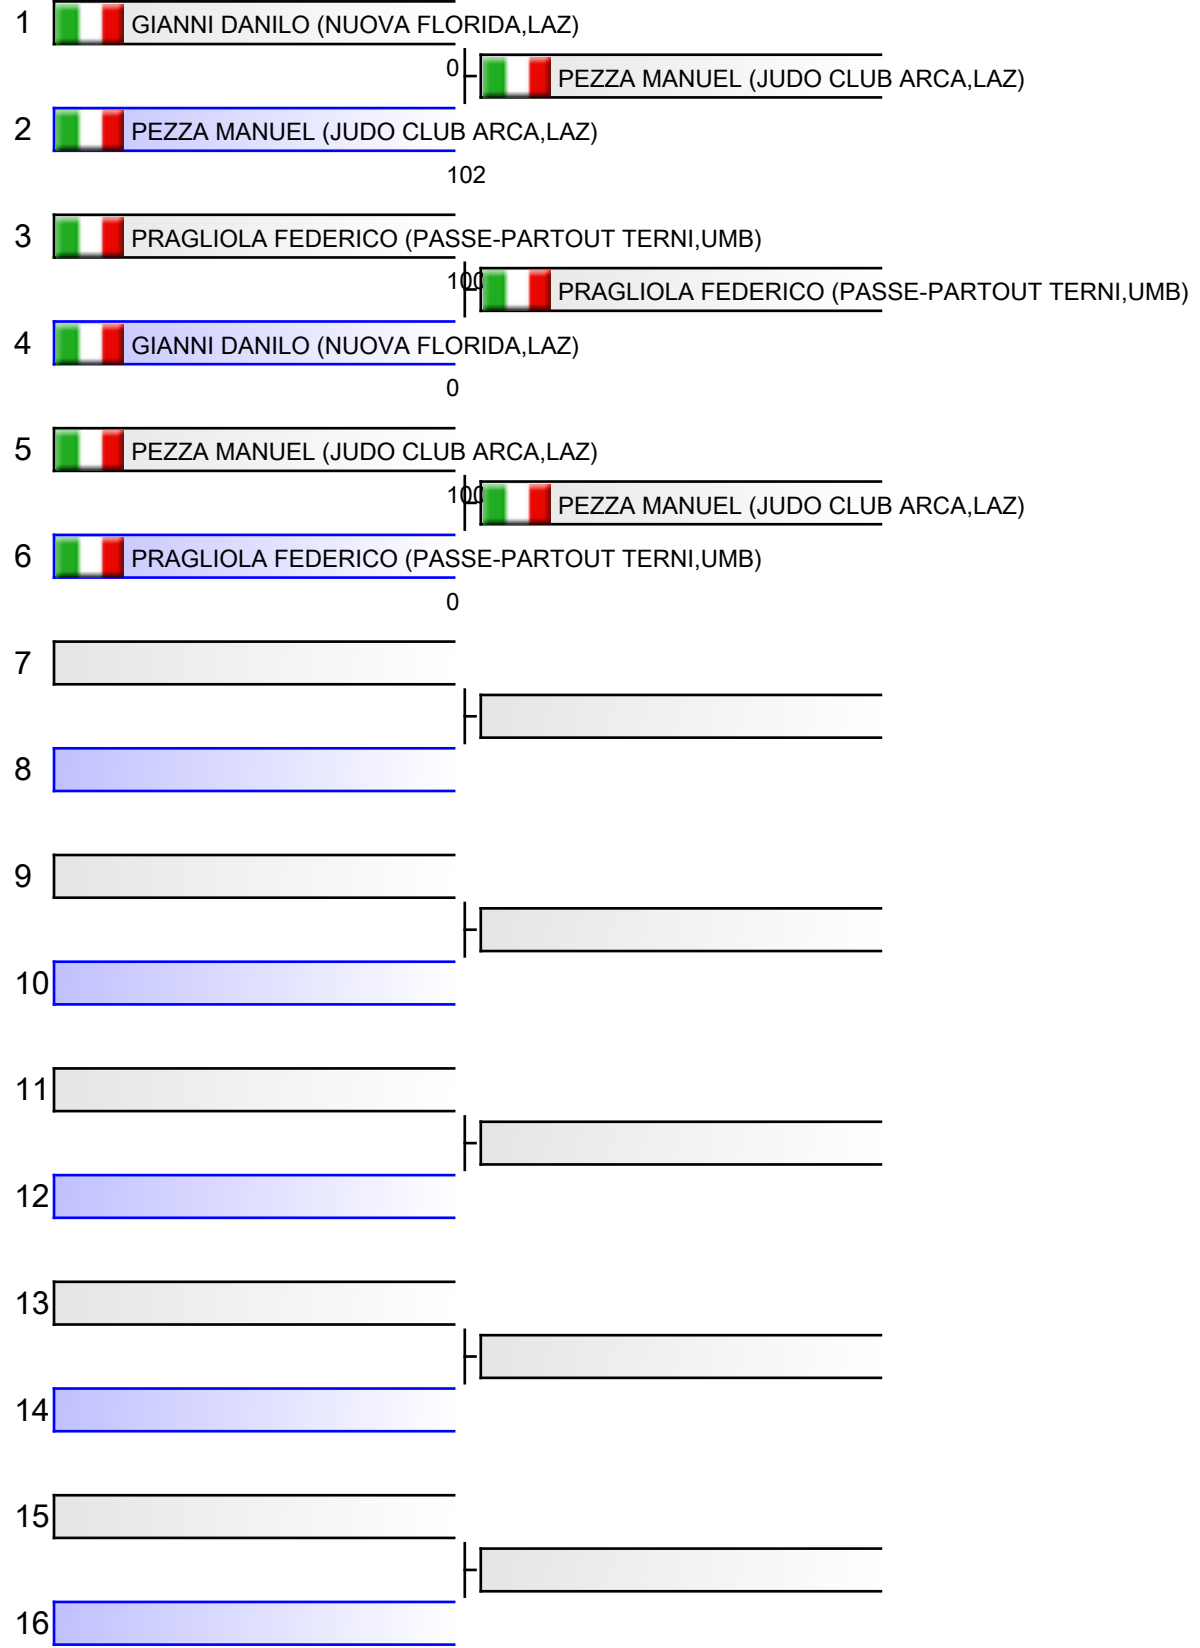 1 GIANNI DANILO (NUOVA FLORIDA,LAZ)
0 PEZZA MANUEL (JUDO CLUB ARCA,LAZ)
2 PEZZA MANUEL (JUDO CLUB ARCA,LAZ)
102
3 PRAGLIOLA FEDERICO (PASSE-PARTOUT TERNI,UMB)
100 PRAGLIOLA FEDERICO (PASSE-PARTOUT TERNI,UMB)
4 GIANNI DANILO (NUOVA FLORIDA,LAZ)
0
5 PEZZA MANUEL (JUDO CLUB ARCA,LAZ)
100 PEZZA MANUEL (JUDO CLUB ARCA,LAZ)
6 PRAGLIOLA FEDERICO (PASSE-PARTOUT TERNI,UMB)
0
7
8
9
10
11
12
13
14
15
16